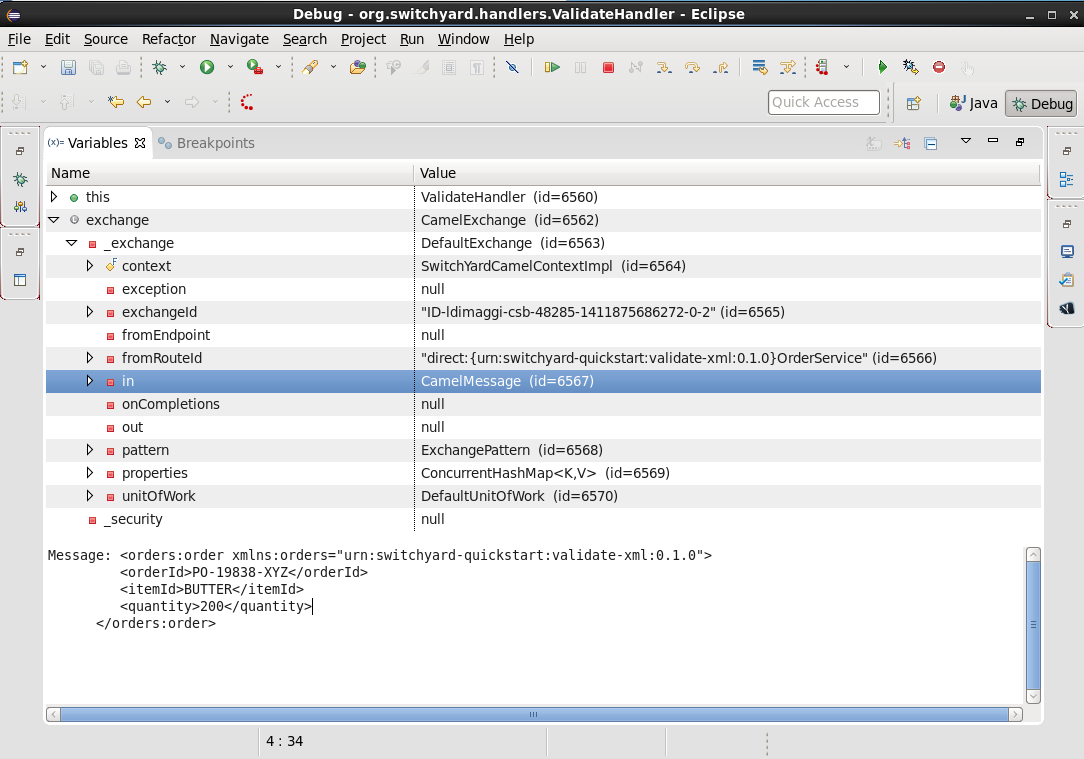 Debug - org.switchyard.handlers.ValidateHandler - Eclipse
File Edit Source Refactor Navigate Search Project Run Window Help
Quick Access
Java
Debug
(x)= Variables
Breakpoints
Name Value
this ValidateHandler (id=6560)
C exchange CamelExchange (id=6562)
_exchange DefaultExchange (id=6563)
F context SwitchYardCamelContextImpl (id=6564)
exception null
exchangeId "ID-ldimaggi-csb-48285-1411875686272-0-2" (id=6565)
fromEndpoint null
fromRouteId "direct:{urn:switchyard-quickstart:validate-xml:0.1.0}OrderService" (id=6566)
in CamelMessage (id=6567)
onCompletions null
out null
pattern ExchangePattern (id=6568)
properties ConcurrentHashMap<K,V> (id=6569)
unitOfWork DefaultUnitOfWork (id=6570)
_security null
Message: <orders:order xmlns:orders="urn:switchyard-quickstart:validate-xml:0.1.0">
<orderId>PO-19838-XYZ</orderId>
<itemId>BUTTER</itemId>
<quantity>200</quantity>
</orders:order>
4 : 34